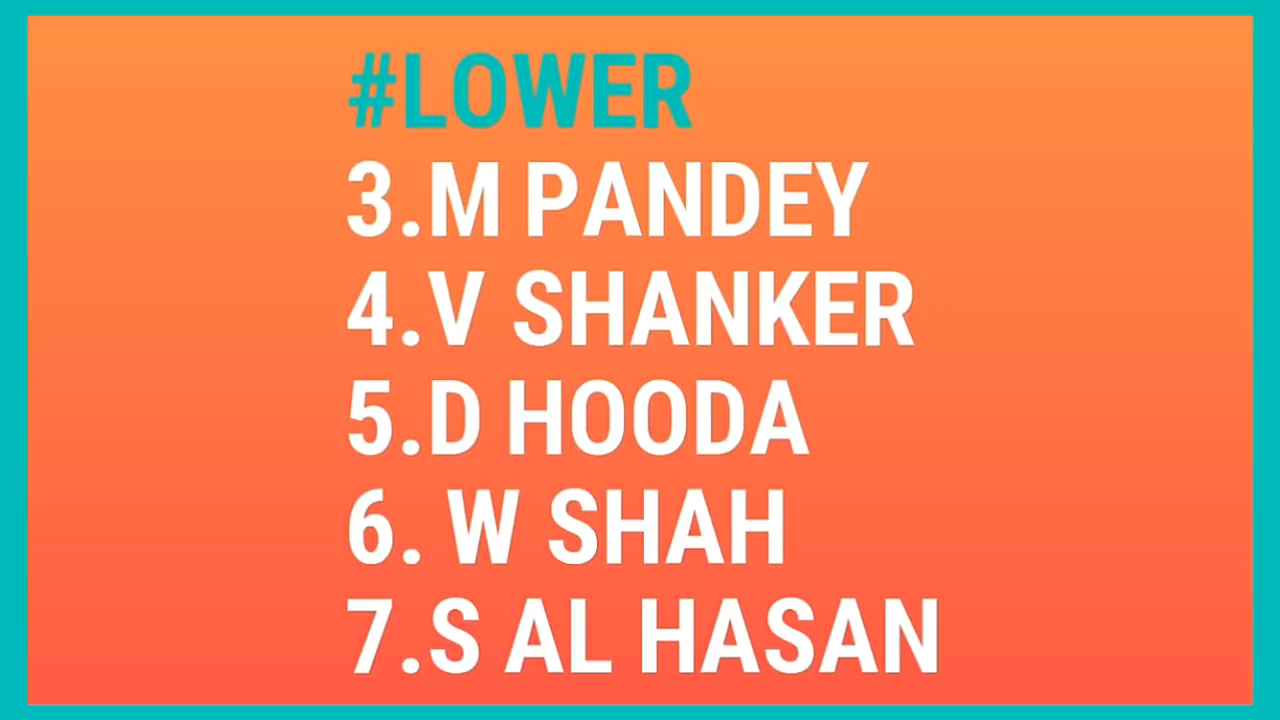 #LOWER
3.M PANDEY
4.V SHANKER
5.D HOODA
6. W SHAH
7.S AL HASAN